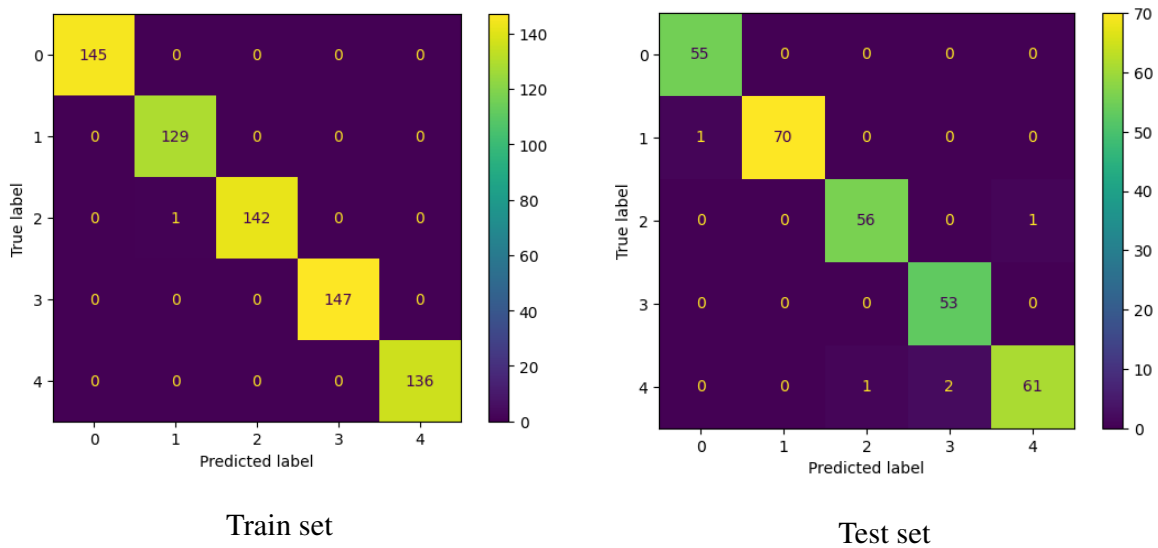 0 145 0 0 0 0
1 0 129 0 0 0
2 0 1 142 0 0
3 0 0 0 147 0
4 0 0 0 0 136
0 1 2 3 4
True label
Predicted label
140
120
100
80
60
40
20
0
Train set
0 55 0 0 0 0
1 1 70 0 0 0
2 0 0 56 0 1
3 0 0 0 53 0
4 0 0 1 2 61
0 1 2 3 4
True label
Predicted label
70
60
50
40
30
20
10
0
Test set